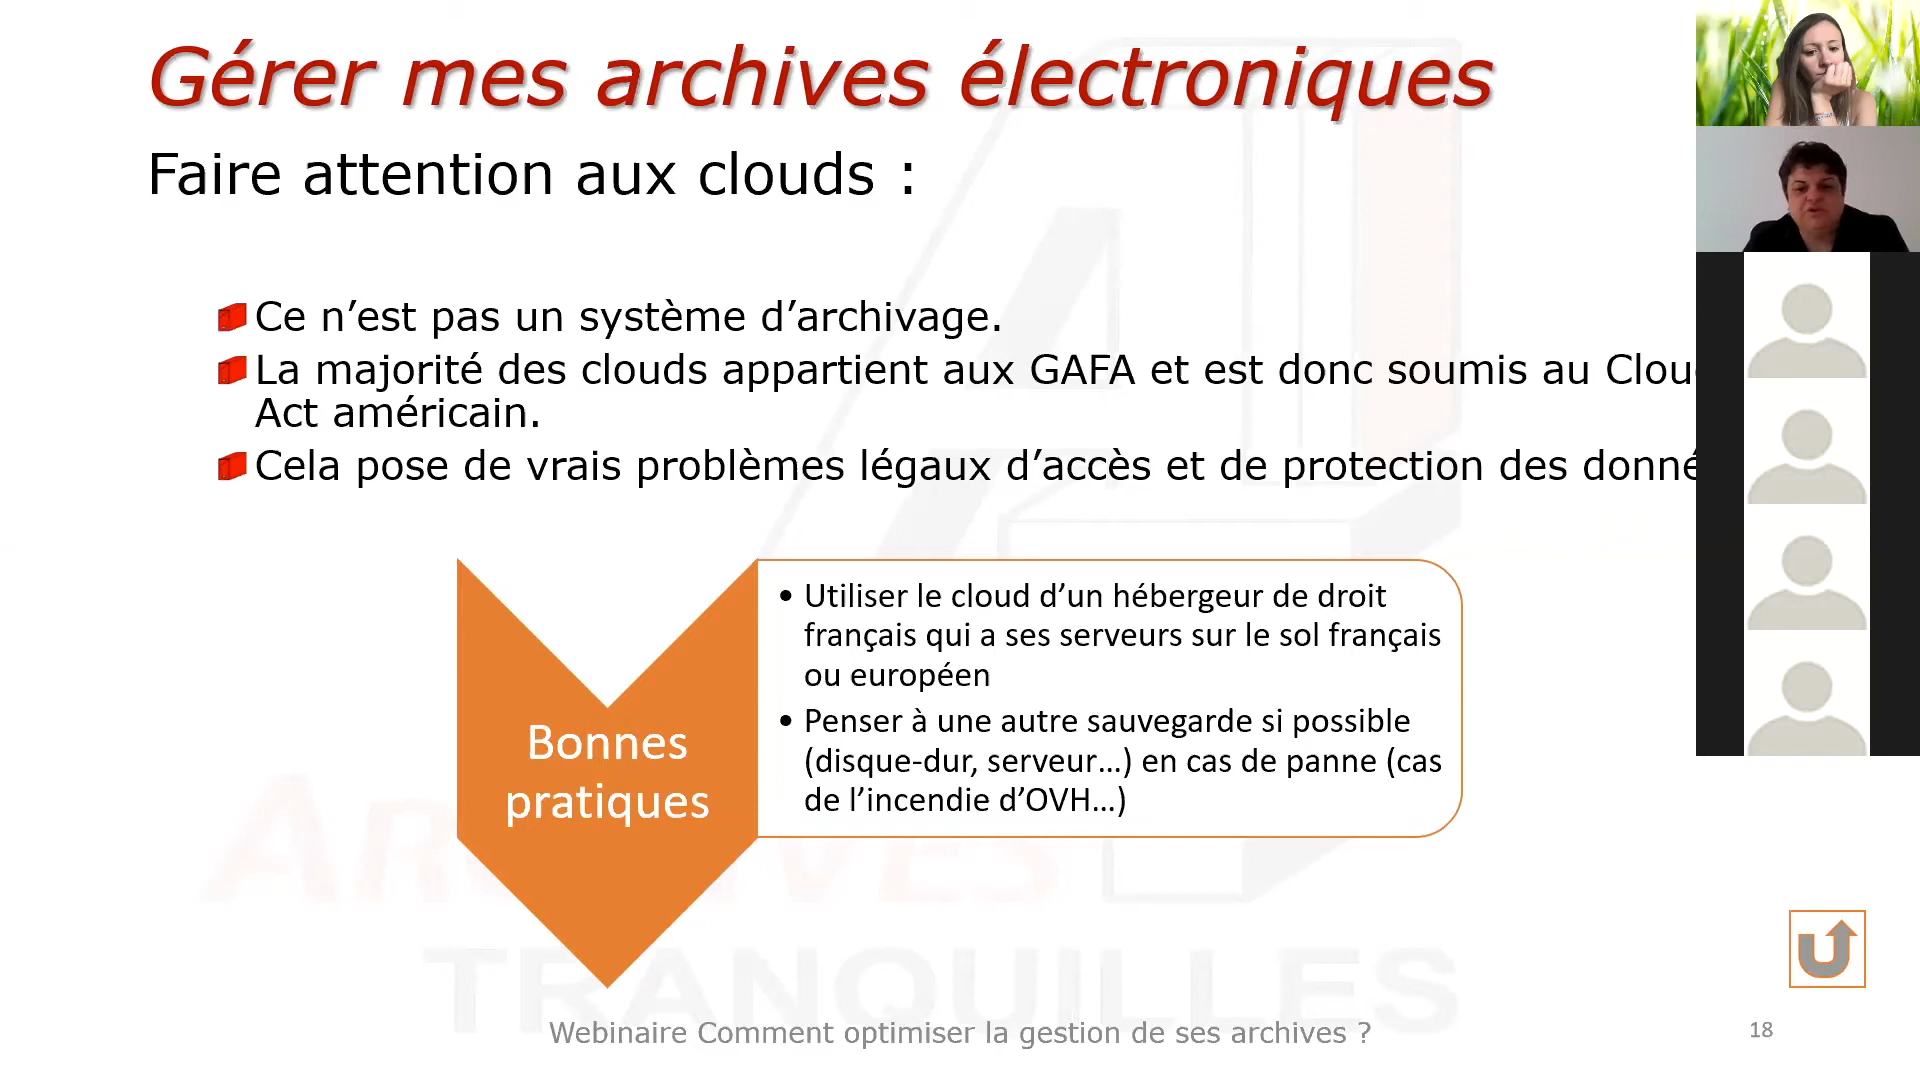 Gérer mes archives électroniques
Faire attention aux clouds :
Ce n’est pas un système d’archivage.
La majorité des clouds appartient aux GAFA et est donc soumis au
Act américain.
Cela pose de vrais problèmes légaux d’accès et de protection des
Bonnes
pratiques
• Utiliser le cloud d’un hébergeur de droit
français qui a ses serveurs sur le sol français
ou européen
• Penser à une autre sauvegarde si possible
(disque-dur, serveur…) en cas de panne (cas
de l’incendie d’OVH…)
ARCHIVES
TRANQUILLES
Webinaire Comment optimiser la gestion de ses archives ?
18